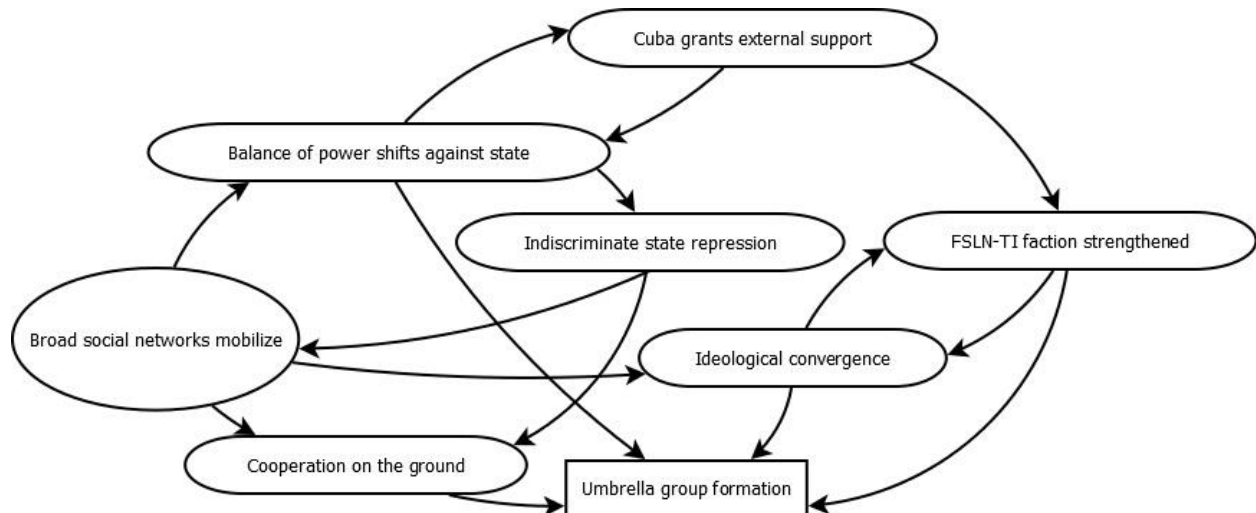 Cuba grants external support
Balance of power shifts against state
Indiscriminate state repression
FSLN-TI faction strengthened
Broad social networks mobilize
Ideological convergence
Cooperation on the ground
Umbrella group formation